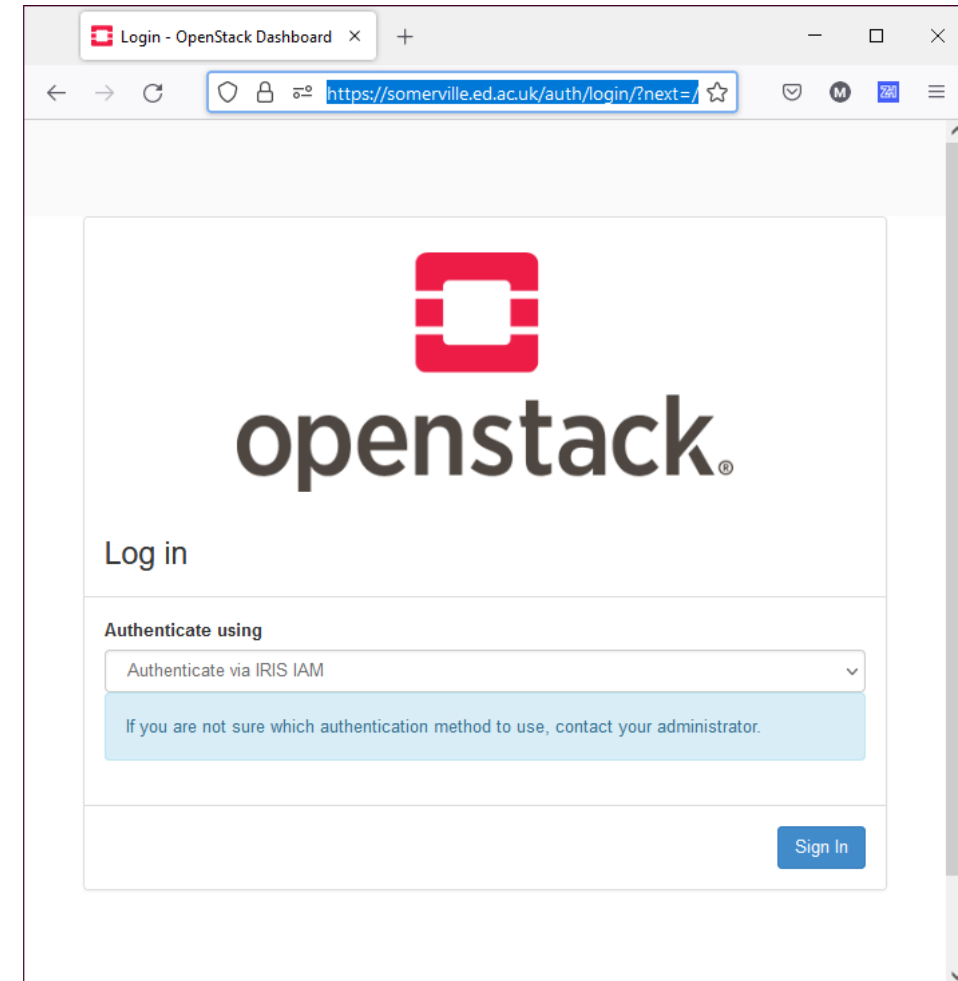 Login - OpenStack Dashboard
https://somerville.ed.ac.uk/auth/login/?next=/
M
openstack.®
Log in
Authenticate using
Authenticate via IRIS IAM
If you are not sure which authentication method to use, contact your administrator.
Sign In